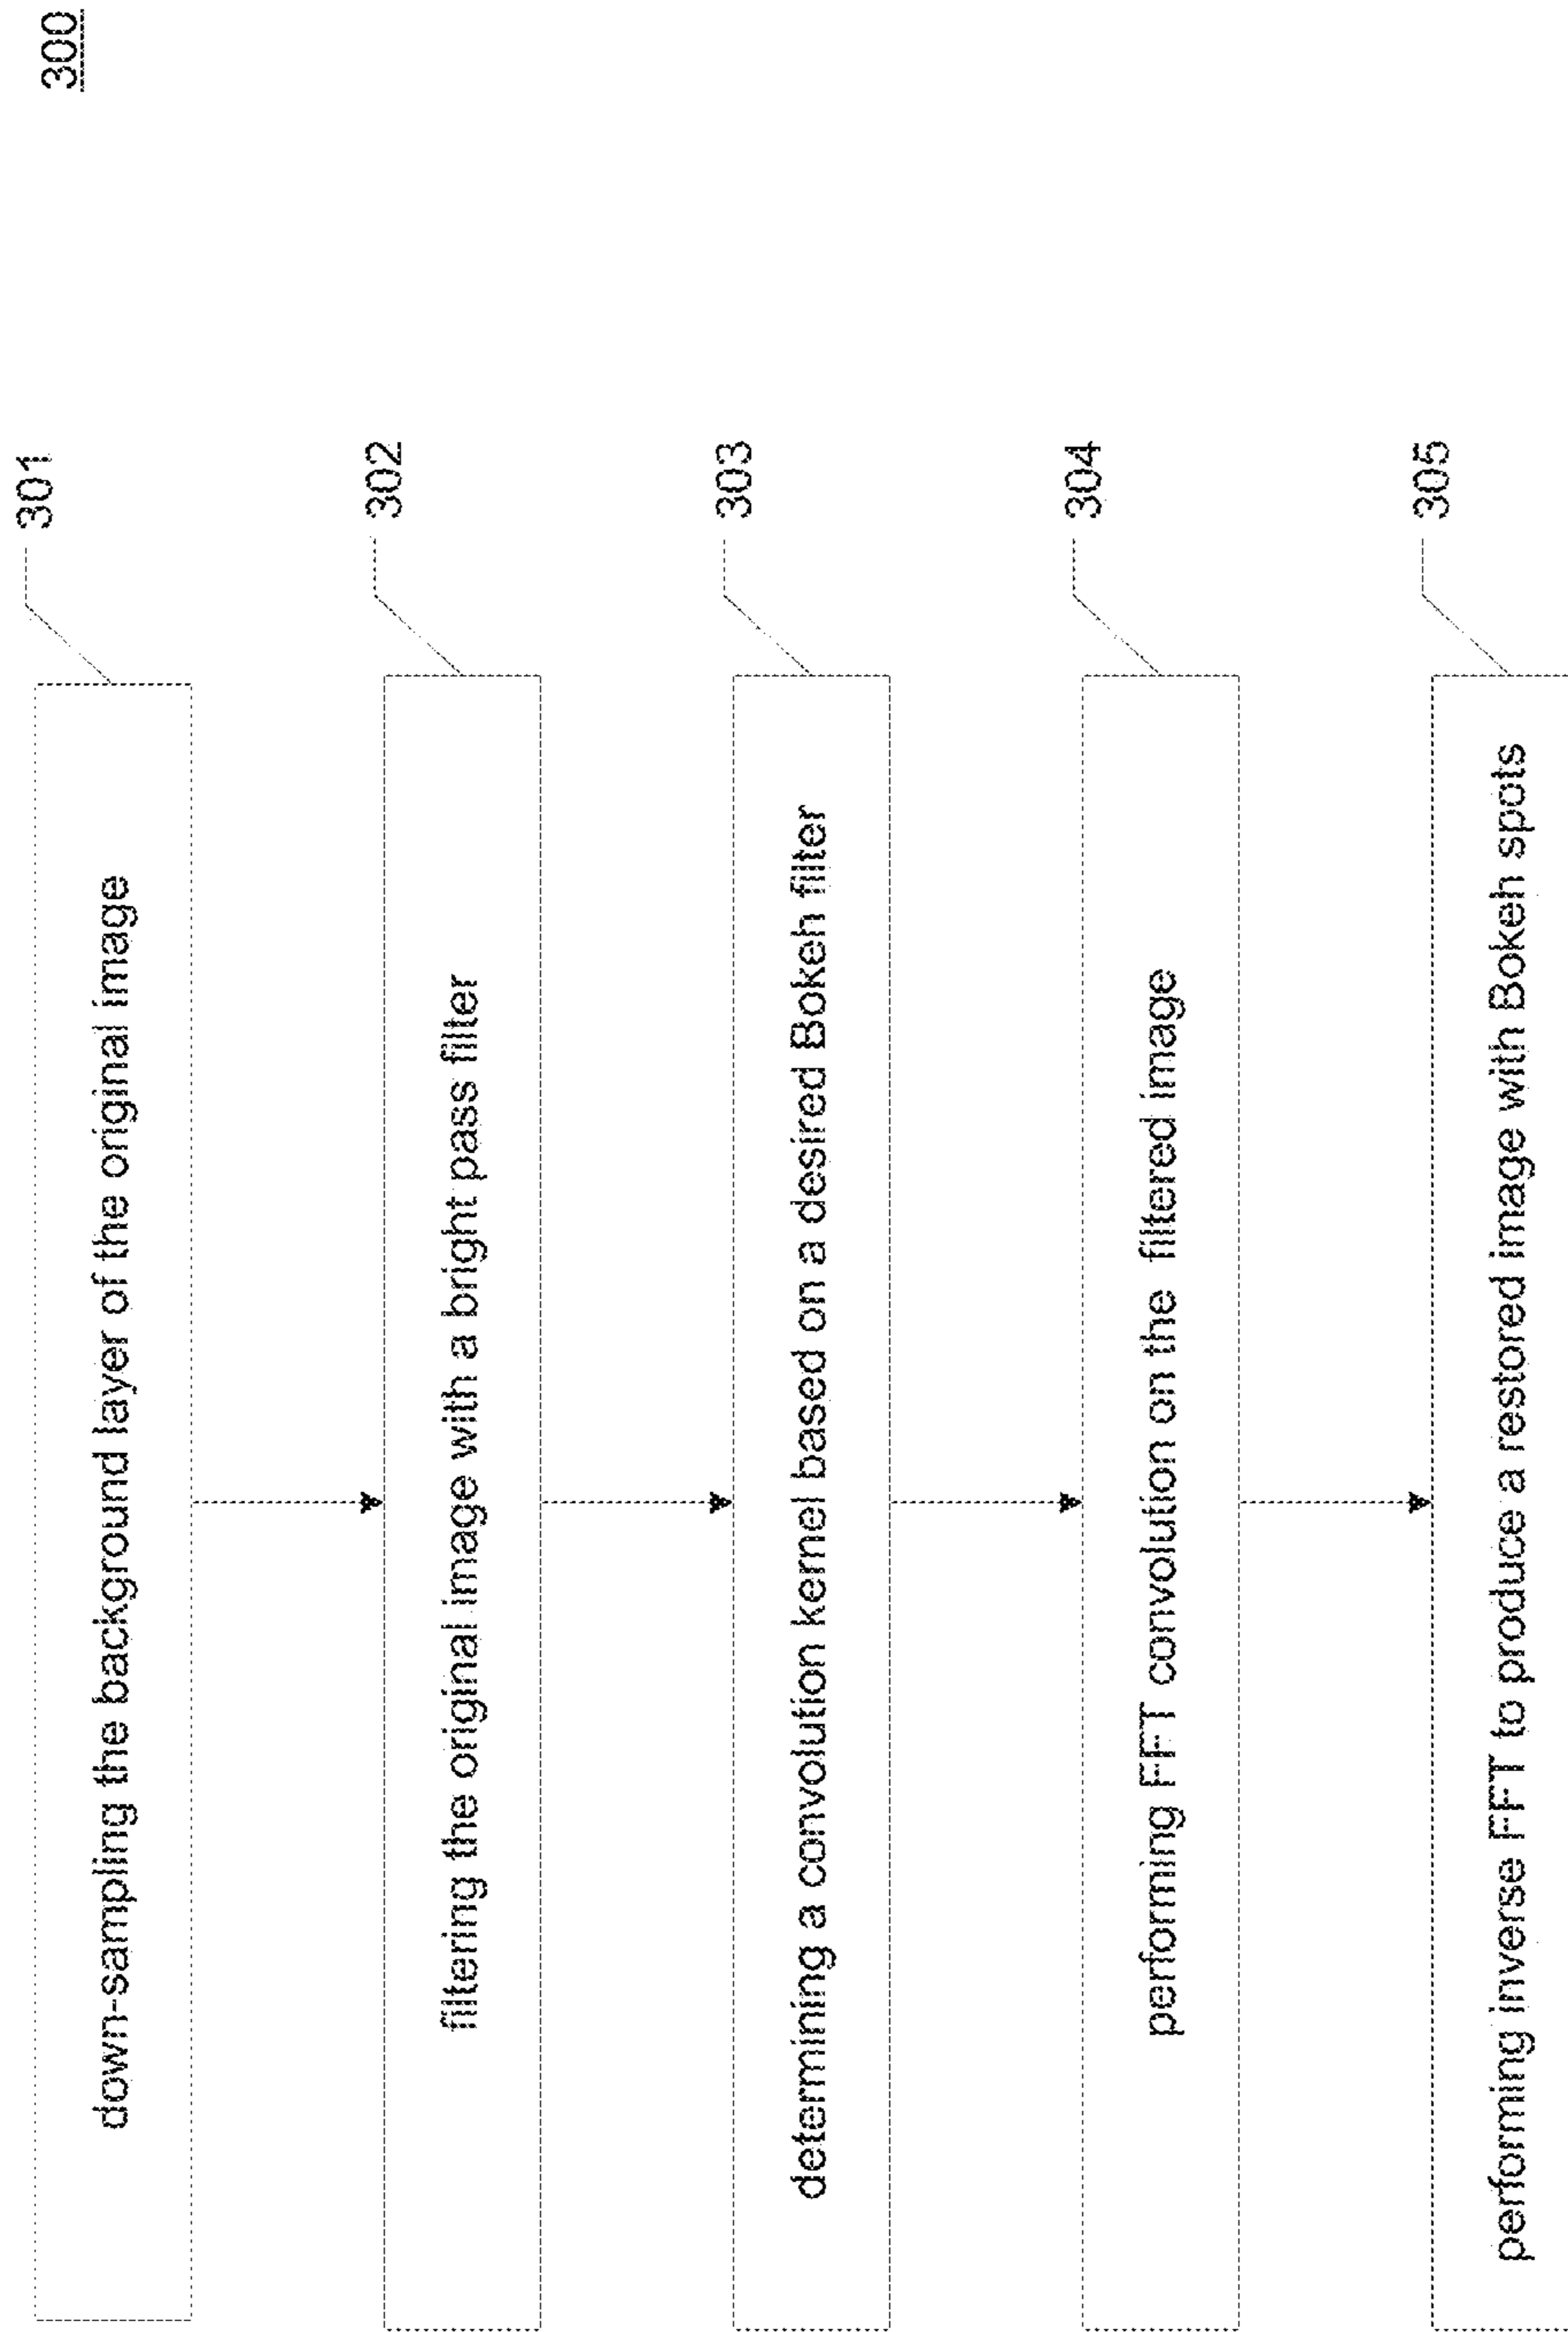 300
301
down-sampling the background layer of the original image
302
filtering the original image with a bright pass filter
303
determining a convolution kernel based on a desired Bokeh filter
304
performing FFT convolution on the filtered image
305
performing inverse FFT to produce a restored image with Bokeh spots